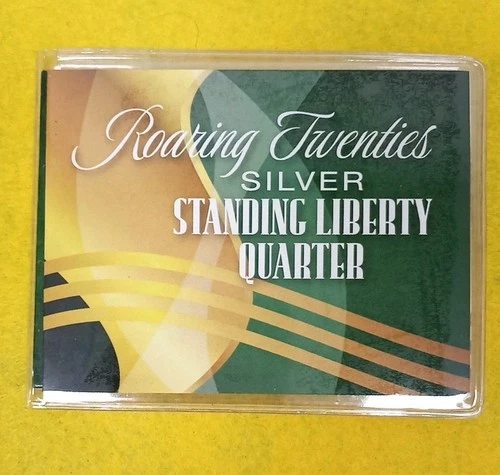 Roaring Twenties
SILVER
STANDING LIBERTY
QUARTER